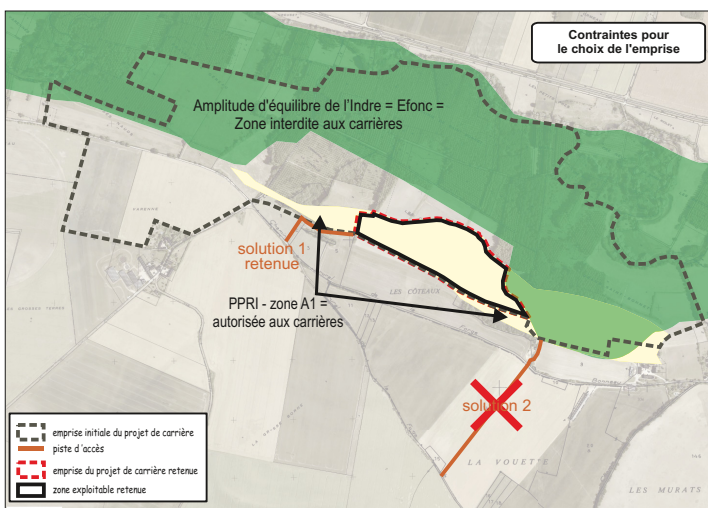 Contraintes pour
le choix de l'emprise
Amplitude d'équilibre de l'Indre = Efonc =
Zone interdite aux carrières
solution 1
retenue
LES CÔTEAUX
PPRI - zone A1 =
autorisée aux carrières
solution 2
LA VOUETTE
LES MURATS
emprise initiale du projet de carrière
piste d'accès
emprise du projet de carrière retenue
zone exploitable retenue